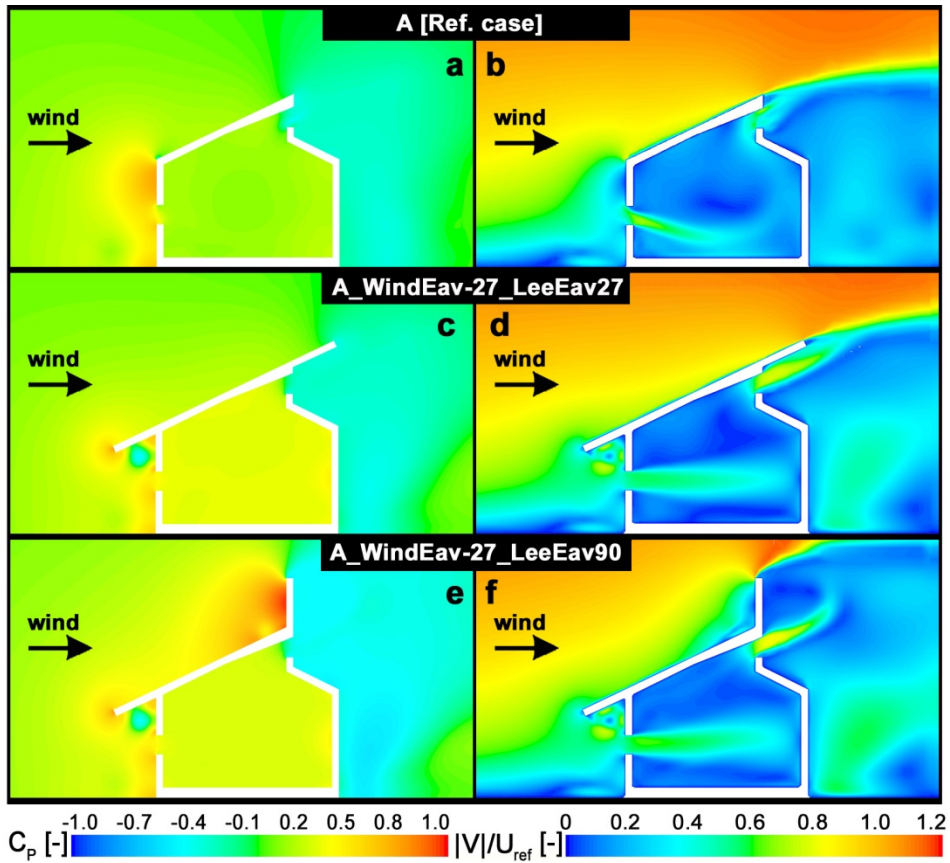 A [Ref. case]
a
b
wind
wind
A_WindEav-27_LeeEav27
c
d
wind
wind
A_WindEav-27_LeeEav90
e
f
wind
wind
-1.0 -0.7 -0.4 -0.1 0.2 0.5 0.8 1.0
0 0.2 0.4 0.6 0.8 1.0 1.2
CP [-]
|V|/Uref [-]